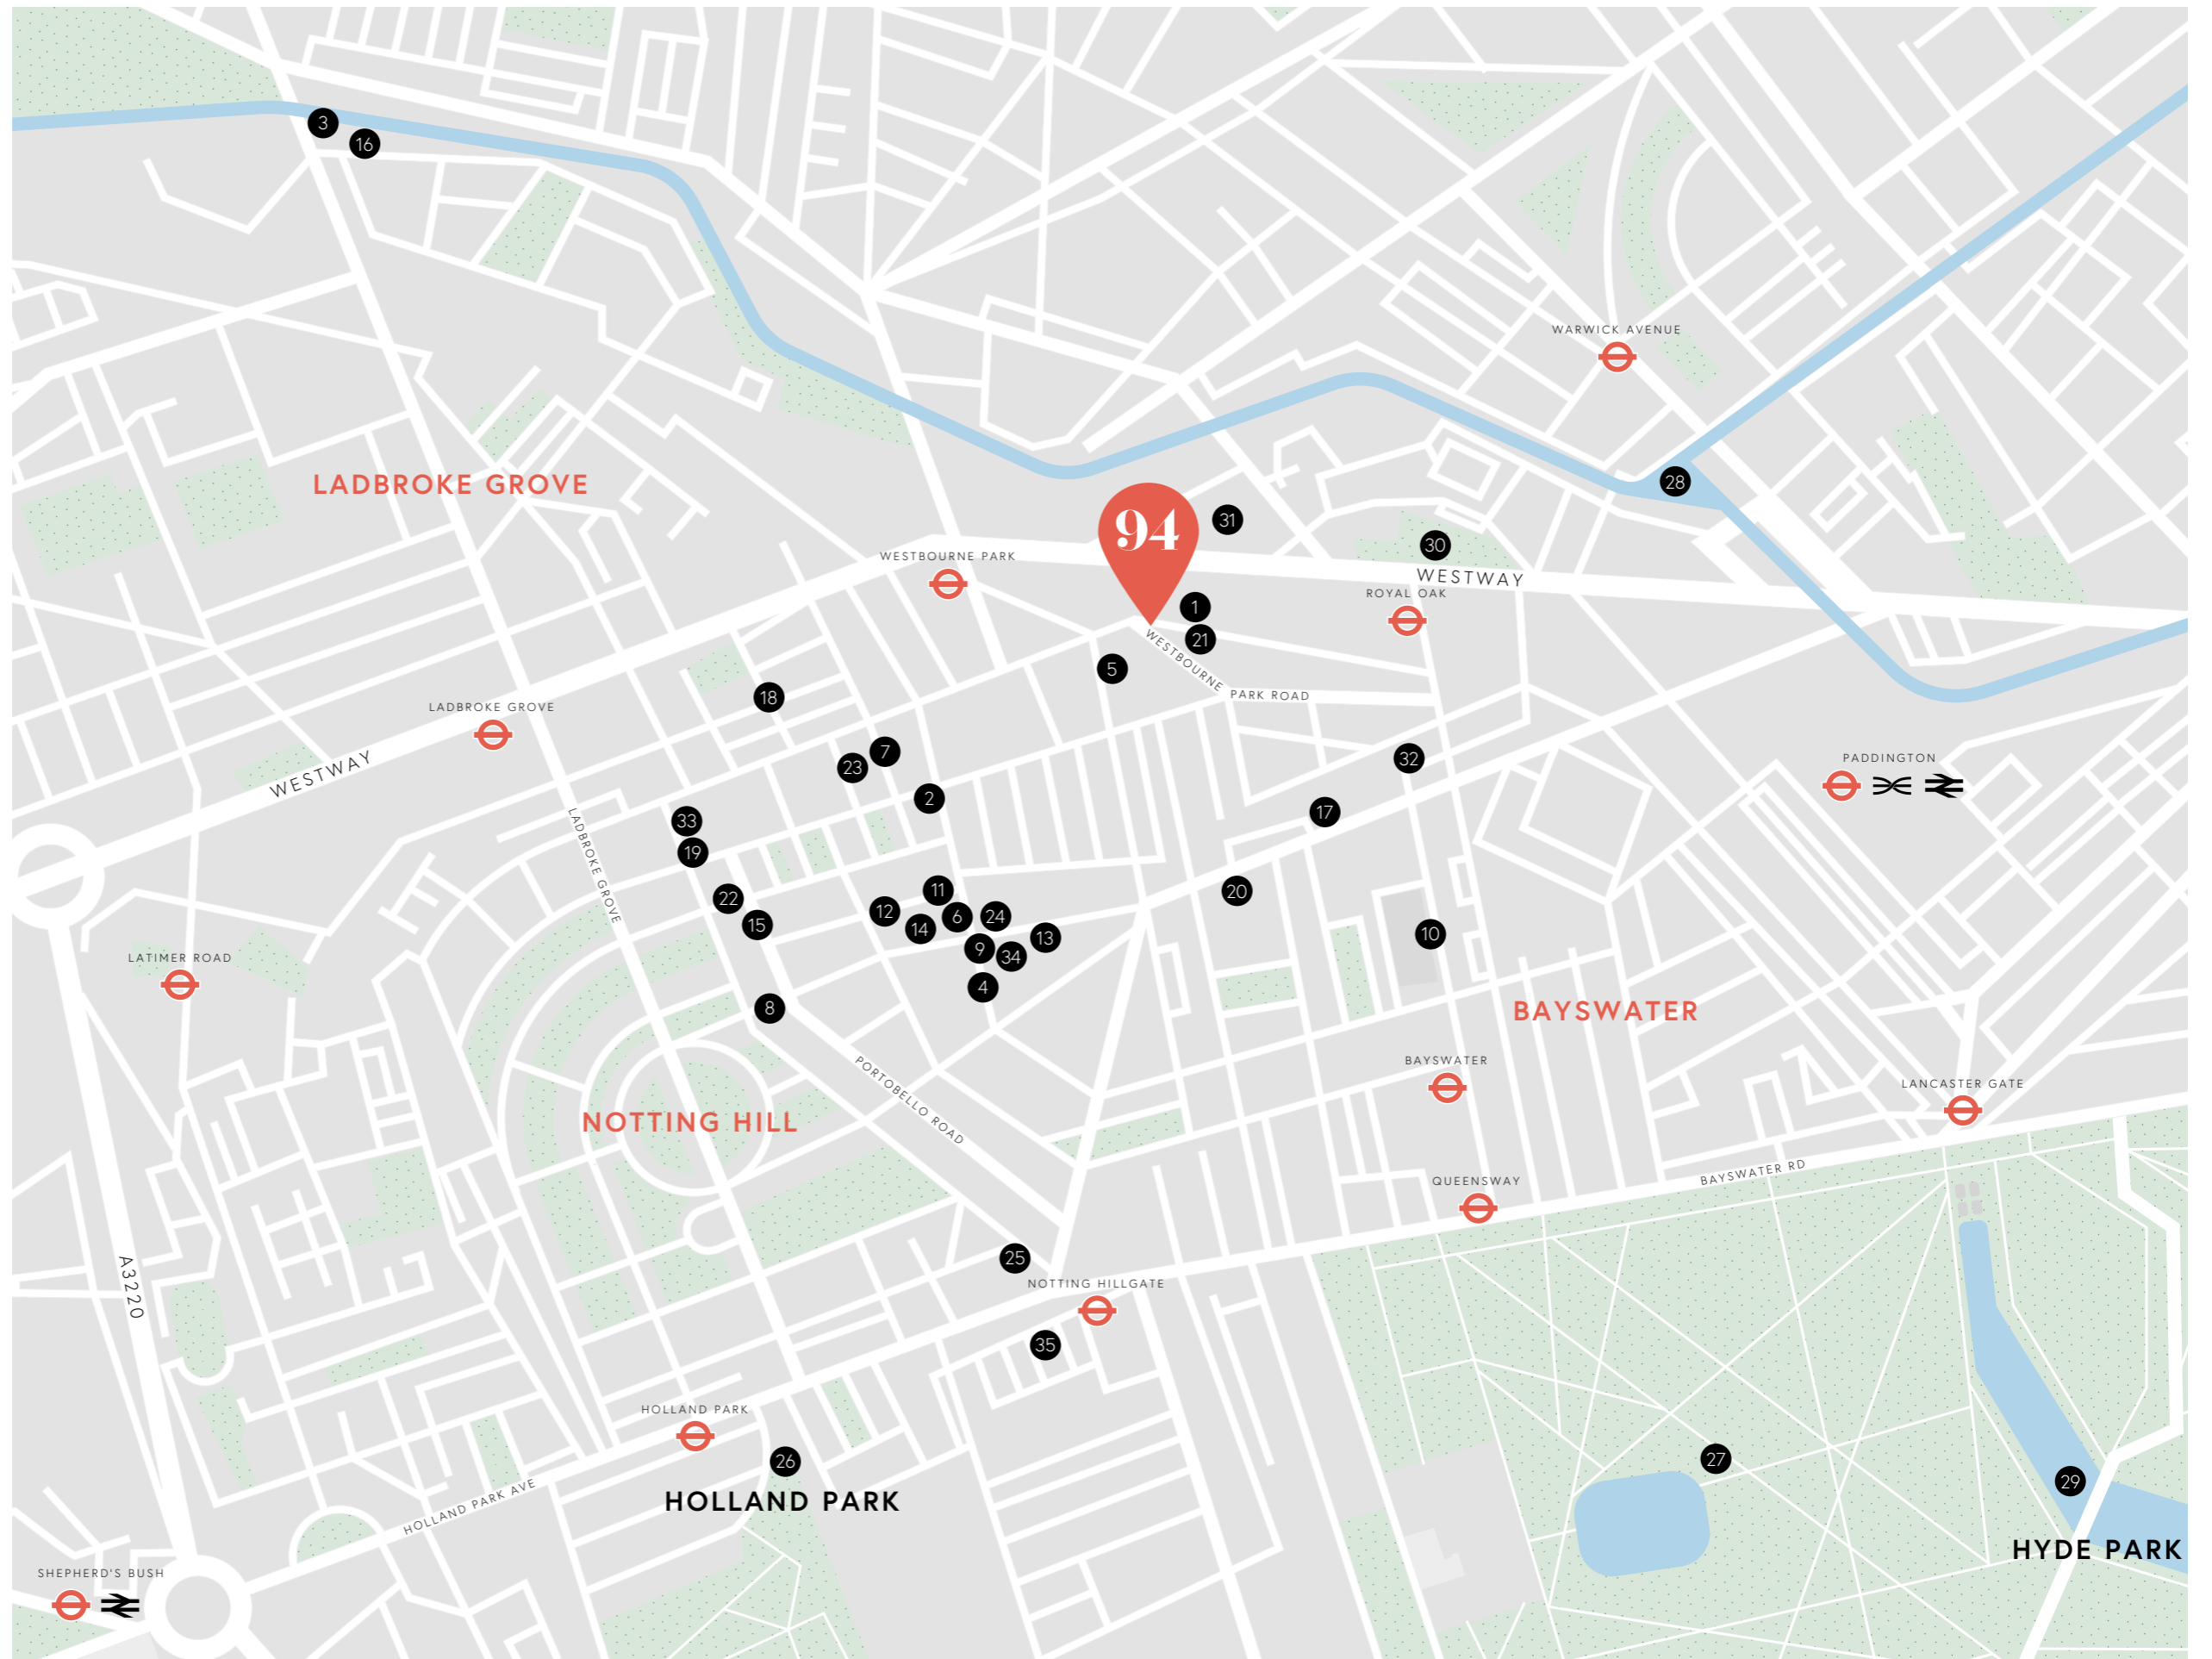 3
16
WARWICK AVENUE
LADBROKE GROVE
28
94
31
30
WESTBOURNE PARK
WESTWAY
ROYAL OAK
1
21
WESTBOURNE
PARK ROAD
5
18
LADBROKE GROVE
WESTWAY
7
23
32
PADDINGTON
2
17
33
LADBROKE GROVE
19
11
20
22
12
6
24
15
14
13
10
9
34
LATIMER ROAD
4
8
BAYSWATER
BAYSWATER
PORTOBELLO ROAD
LANCASTER GATE
NOTTING HILL
BAYSWATER RD
QUEENSWAY
25
A3220
NOTTING HILLGATE
35
HOLLAND PARK
26
27
29
HOLLAND PARK
HOLLAND PARK AVE
HYDE PARK
SHEPHERD'S BUSH